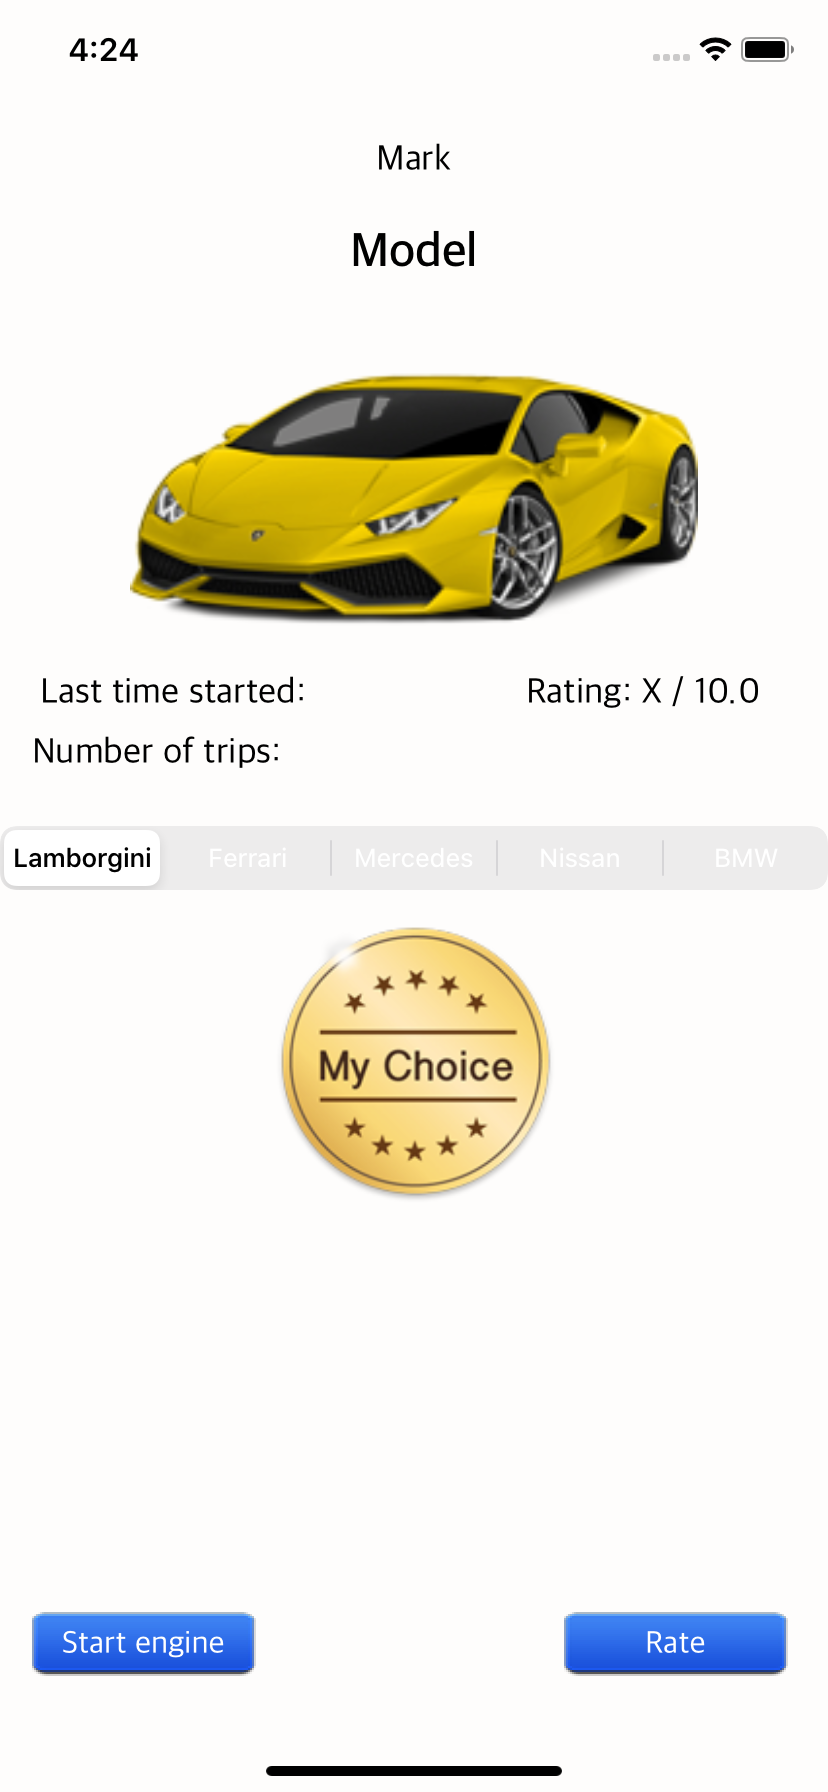 4:24
Mark
Model
Last time started:
Rating: X / 10.0
Number of trips:
Lamborgini
Ferrari
Mercedes
Nissan
BMW
My Choice
Start engine
Rate